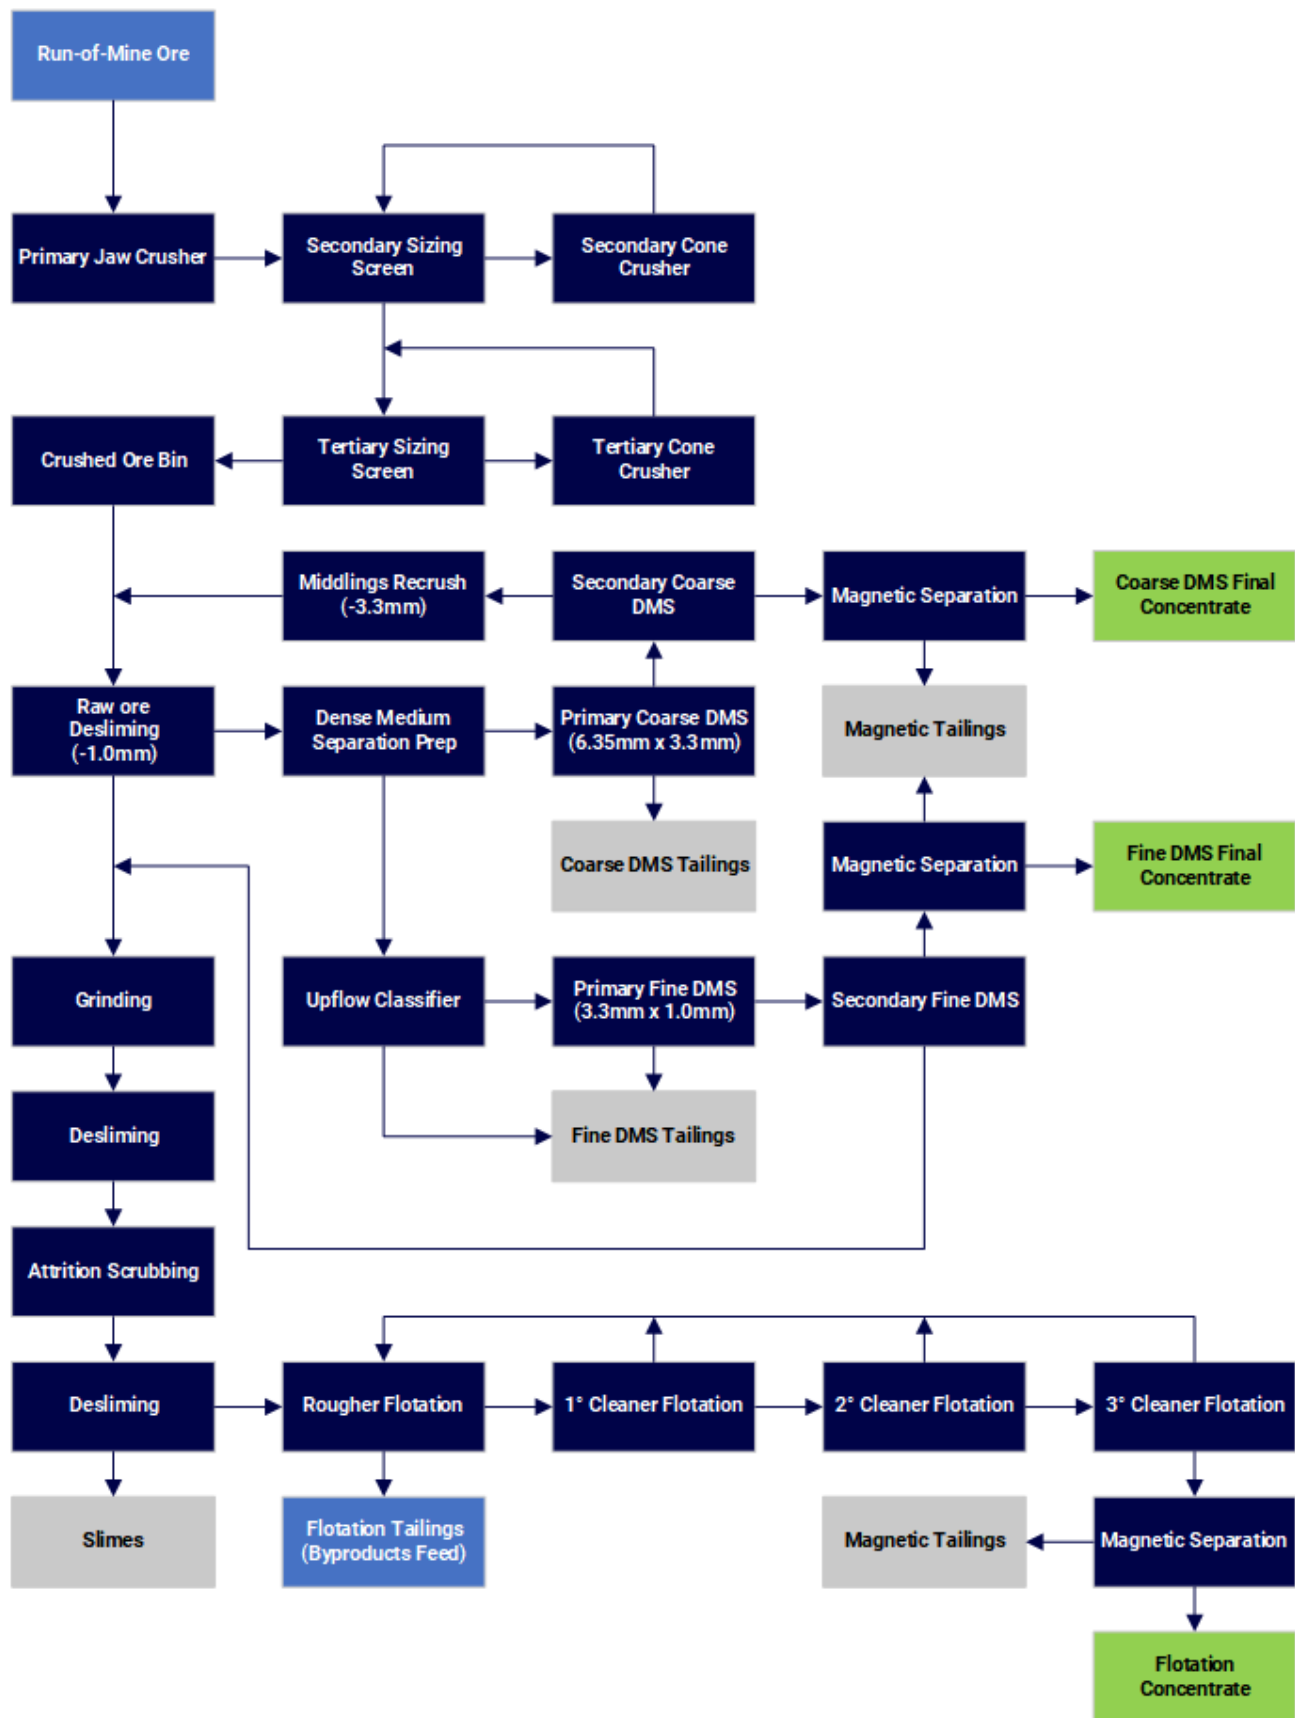 Run-of-Mine Ore
Primary Jaw Crusher
Secondary Sizing
Screen
Secondary Cone
Crusher
Crushed Ore Bin
Tertiary Sizing
Screen
Tertiary Cone
Crusher
Middlings Recrush
(-3.3mm)
Secondary Coarse
DMS
Magnetic Separation
Coarse DMS Final
Concentrate
Raw ore
Desliming
(-1.0mm)
Dense Medium
Separation Prep
Primary Coarse DMS
(6.35mm x 3.3mm)
Magnetic Tailings
Coarse DMS Tailings
Magnetic Separation
Fine DMS Final
Concentrate
Grinding
Upflow Classifier
Primary Fine DMS
(3.3mm x 1.0mm)
Secondary Fine DMS
Desliming
Fine DMS Tailings
Attrition Scrubbing
Desliming
Rougher Flotation
1° Cleaner Flotation
2° Cleaner Flotation
3° Cleaner Flotation
Slimes
Flotation Tailings
(Byproducts Feed)
Magnetic Tailings
Magnetic Separation
Flotation
Concentrate